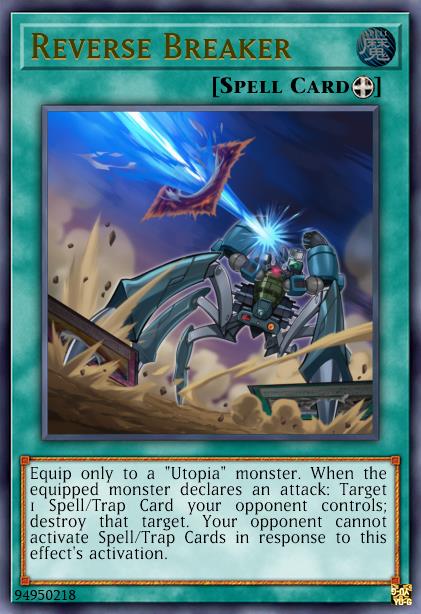 Reverse Breaker
[Spell Card]
Equip only to a "Utopia" monster. When the
equipped monster declares an attack: Target
1 Spell/Trap Card your opponent controls;
destroy that target. Your opponent cannot
activate Spell/Trap Cards in response to this
effect's activation.
94950218